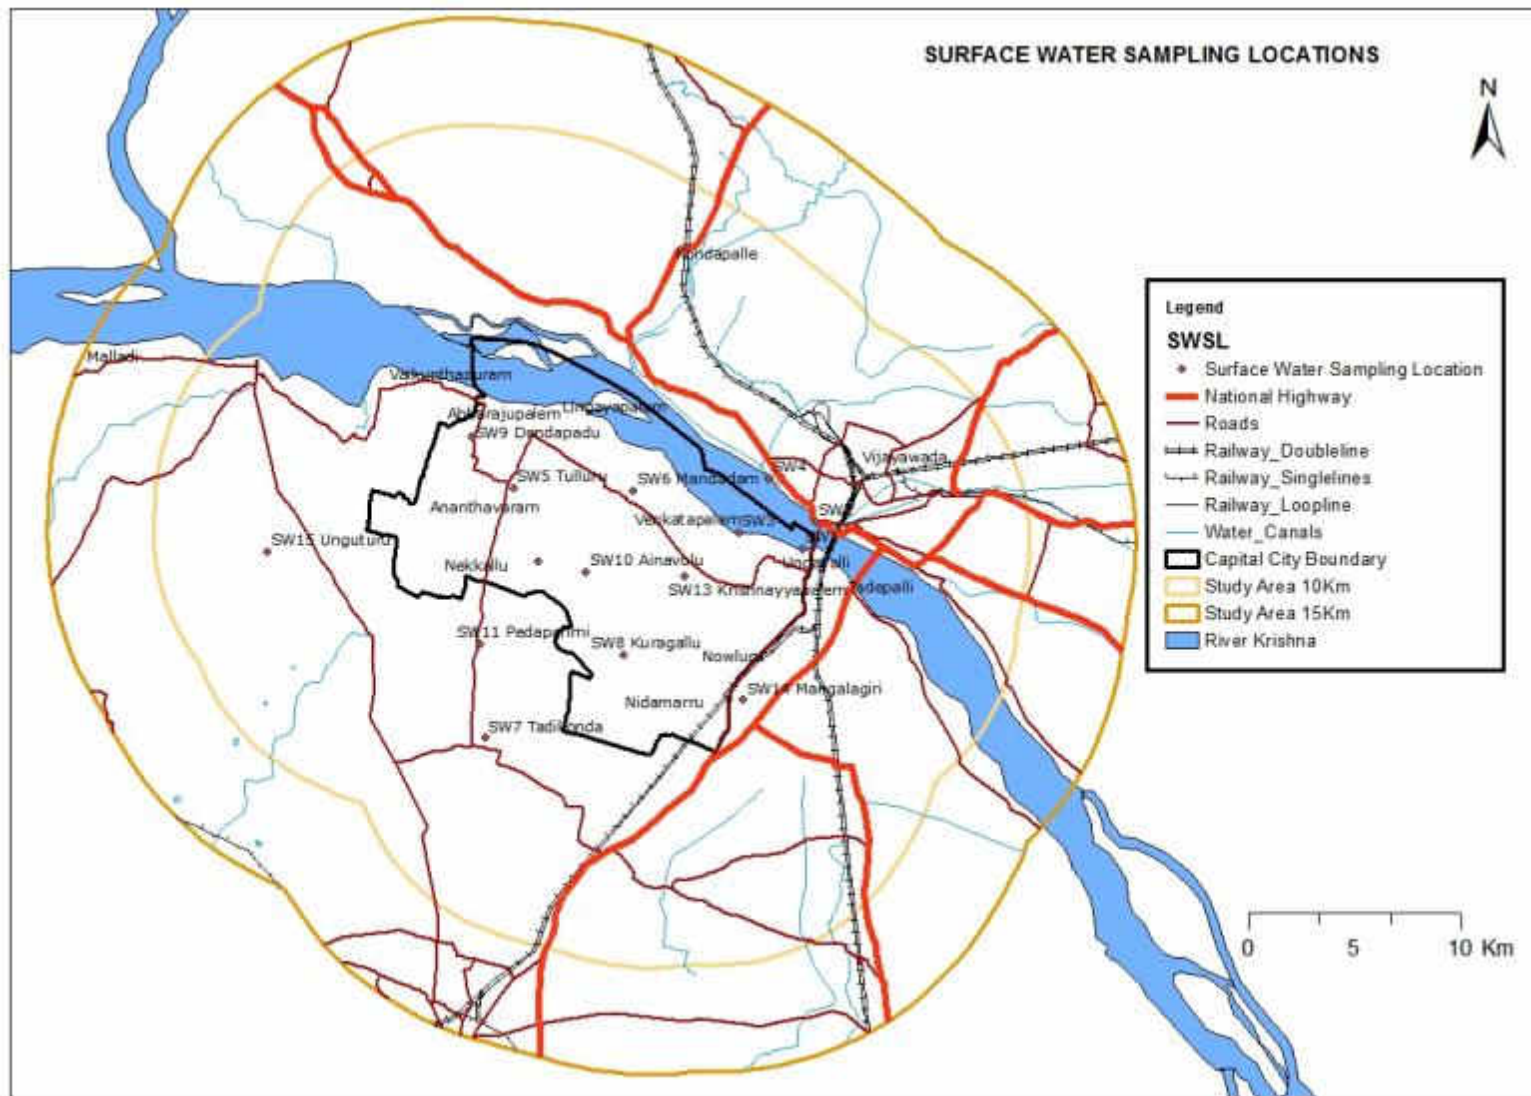 SURFACE WATER SAMPLING LOCATIONS
N
Kondapalle
Malladi
Vaikunthapuram
Abbarajupalem
Lingayapalem
SW9 Dondapadu
SW4
Vijayawada
SW5 Tulluru
SW6 Mandadam
Ananthavaram
Venkatapalem
SW15 Unguturu
Nekkallu
SW10 Ainavolu
Undavalli
SW13 Krishnayyapalem
Tadepalli
SW11 Pedaparimi
SW8 Kuragallu
Nowluru
Nidamarru
SW14 Mangalagiri
SW7 Tadikonda
Legend
SWSL
Surface Water Sampling Location
National Highway
Roads
Railway_Doubleline
Railway_Singlelines
Railway_Loopline
Water_Canals
Capital City Boundary
Study Area 10Km
Study Area 15Km
River Krishna
0 5 10 Km